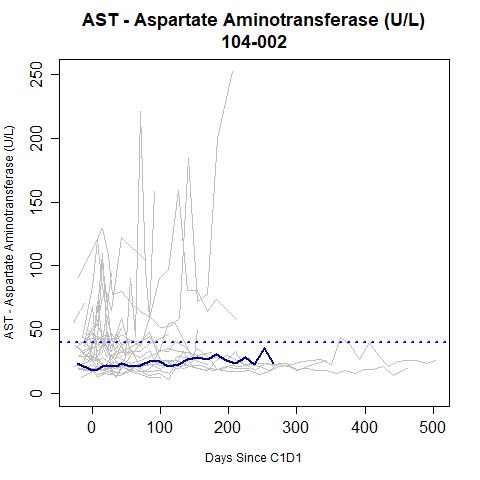 AST - Aspartate Aminotransferase (U/L)
104-002
AST - Aspartate Aminotransferase (U/L)
250
200
150
100
50
0
0 100 200 300 400 500
Days Since C1D1